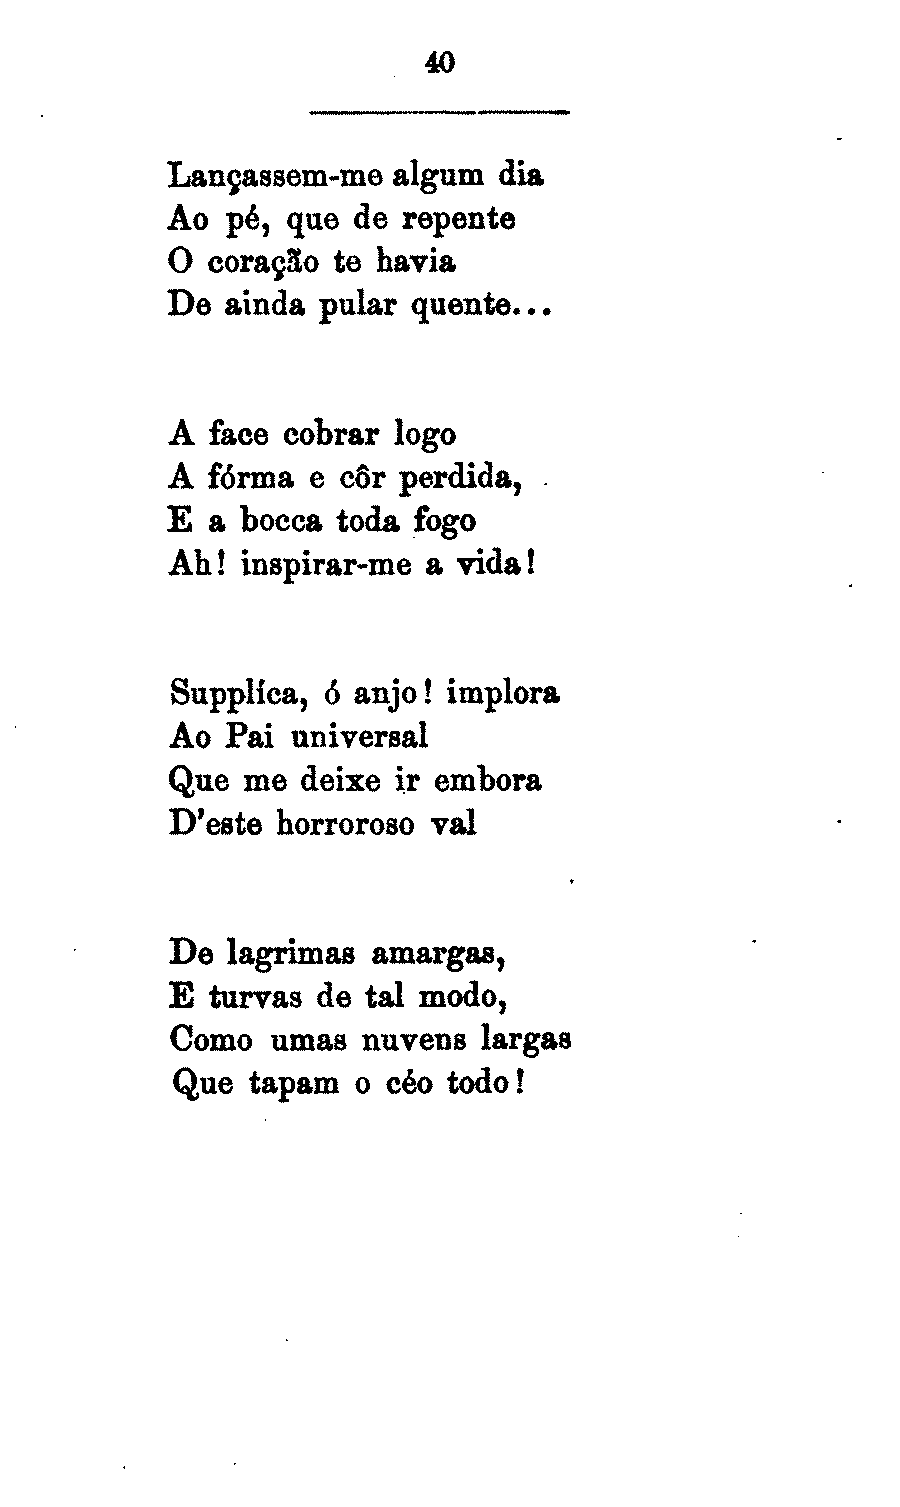 40
Lançassem-me algum dia
Ao pé, que de repente
O coração te havia
De ainda pular quente...
A face cobrar logo
A fórma e côr perdida,
E a bocca toda fogo
Ah! inspirar-me a vida!
Supplíca, ó anjo! implora
Ao Pai universal
Que me deixe ir embora
D'este horroroso val
De lagrimas amargas,
E turvas de tal modo,
Como umas nuvens largas
Que tapam o céo todo!